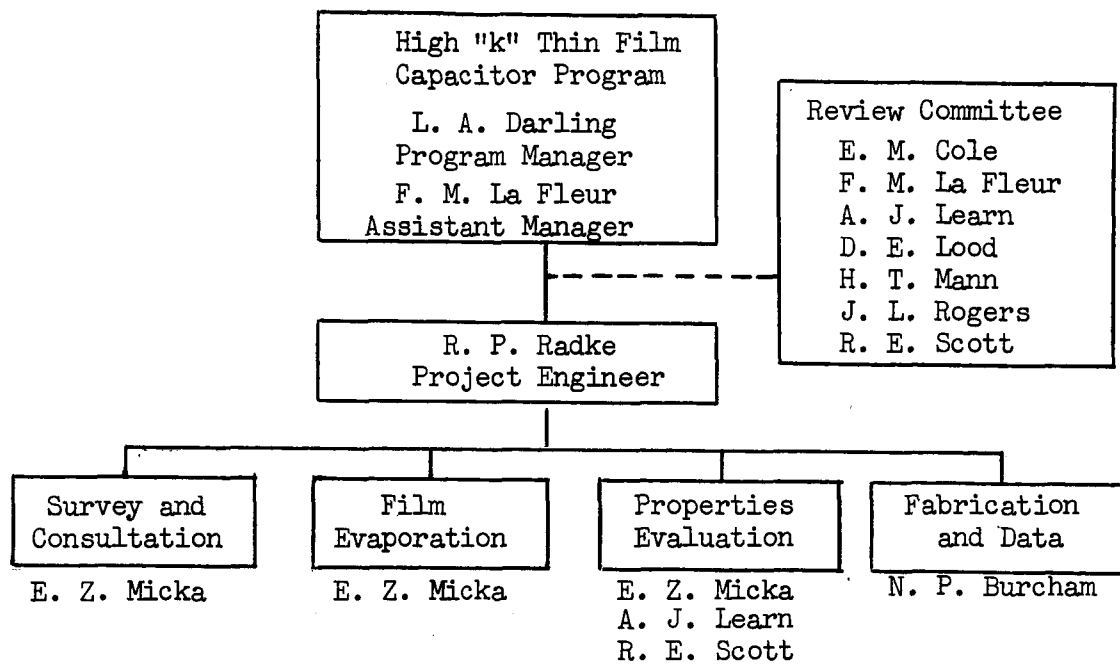 High "k" Thin Film
Capacitor Program
L. A. Darling
Program Manager
F. M. La Fleur
Assistant Manager
Review Committee
E. M. Cole
F. M. La Fleur
A. J. Learn
D. E. Lood
H. T. Mann
J. L. Rogers
R. E. Scott
R. P. Radke
Project Engineer
Survey and
Consultation
E. Z. Micka
Film
Evaporation
E. Z. Micka
Properties
Evaluation
E. Z. Micka
A. J. Learn
R. E. Scott
Fabrication
and Data
N. P. Burcham